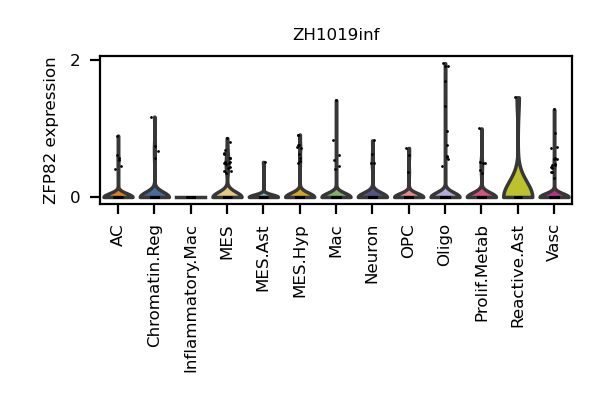 ZH1019inf
ZFP82 expression
2
0
AC
Chromatin.Reg
Inflammatory.Mac
MES
MES.Ast
MES.Hyp
Mac
Neuron
OPC
Oligo
Prolif.Metab
Reactive.Ast
Vasc